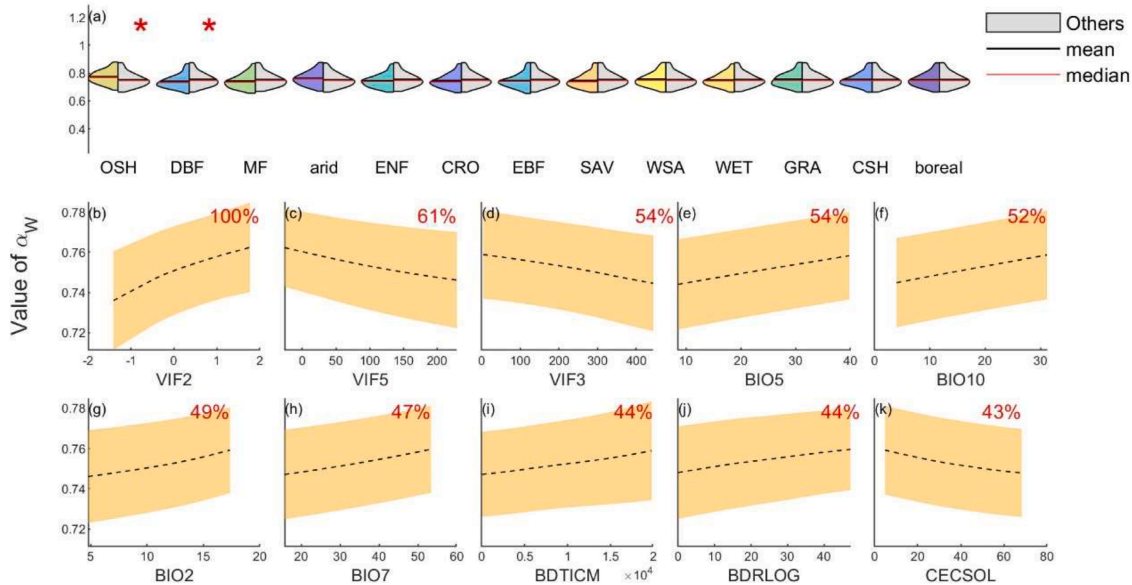 (a)
1.2
1
0.8
0.6
0.4
* *
Others
mean
median
OSH DBF MF arid ENF CRO EBF SAV WSA WET GRA CSH boreal
Value of α_W
(b) 100% (c) 61% (d) 54% (e) 54% (f) 52%
0.78
0.76
0.74
0.72
-2 -1 0 1 2 0 50 100 150 200 0 100 200 300 400 10 20 30 40 0 10 20 30
VIF2 VIF5 VIF3 BIO5 BIO10
(g) 49% (h) 47% (i) 44% (j) 44% (k) 43%
0.78
0.76
0.74
0.72
5 10 15 20 20 30 40 50 60 0 0.5 1 1.5 2 0 20 40 0 20 40 60 80
BIO2 BIO7 BDTICM ×10⁴ BDRLOG CECSOL